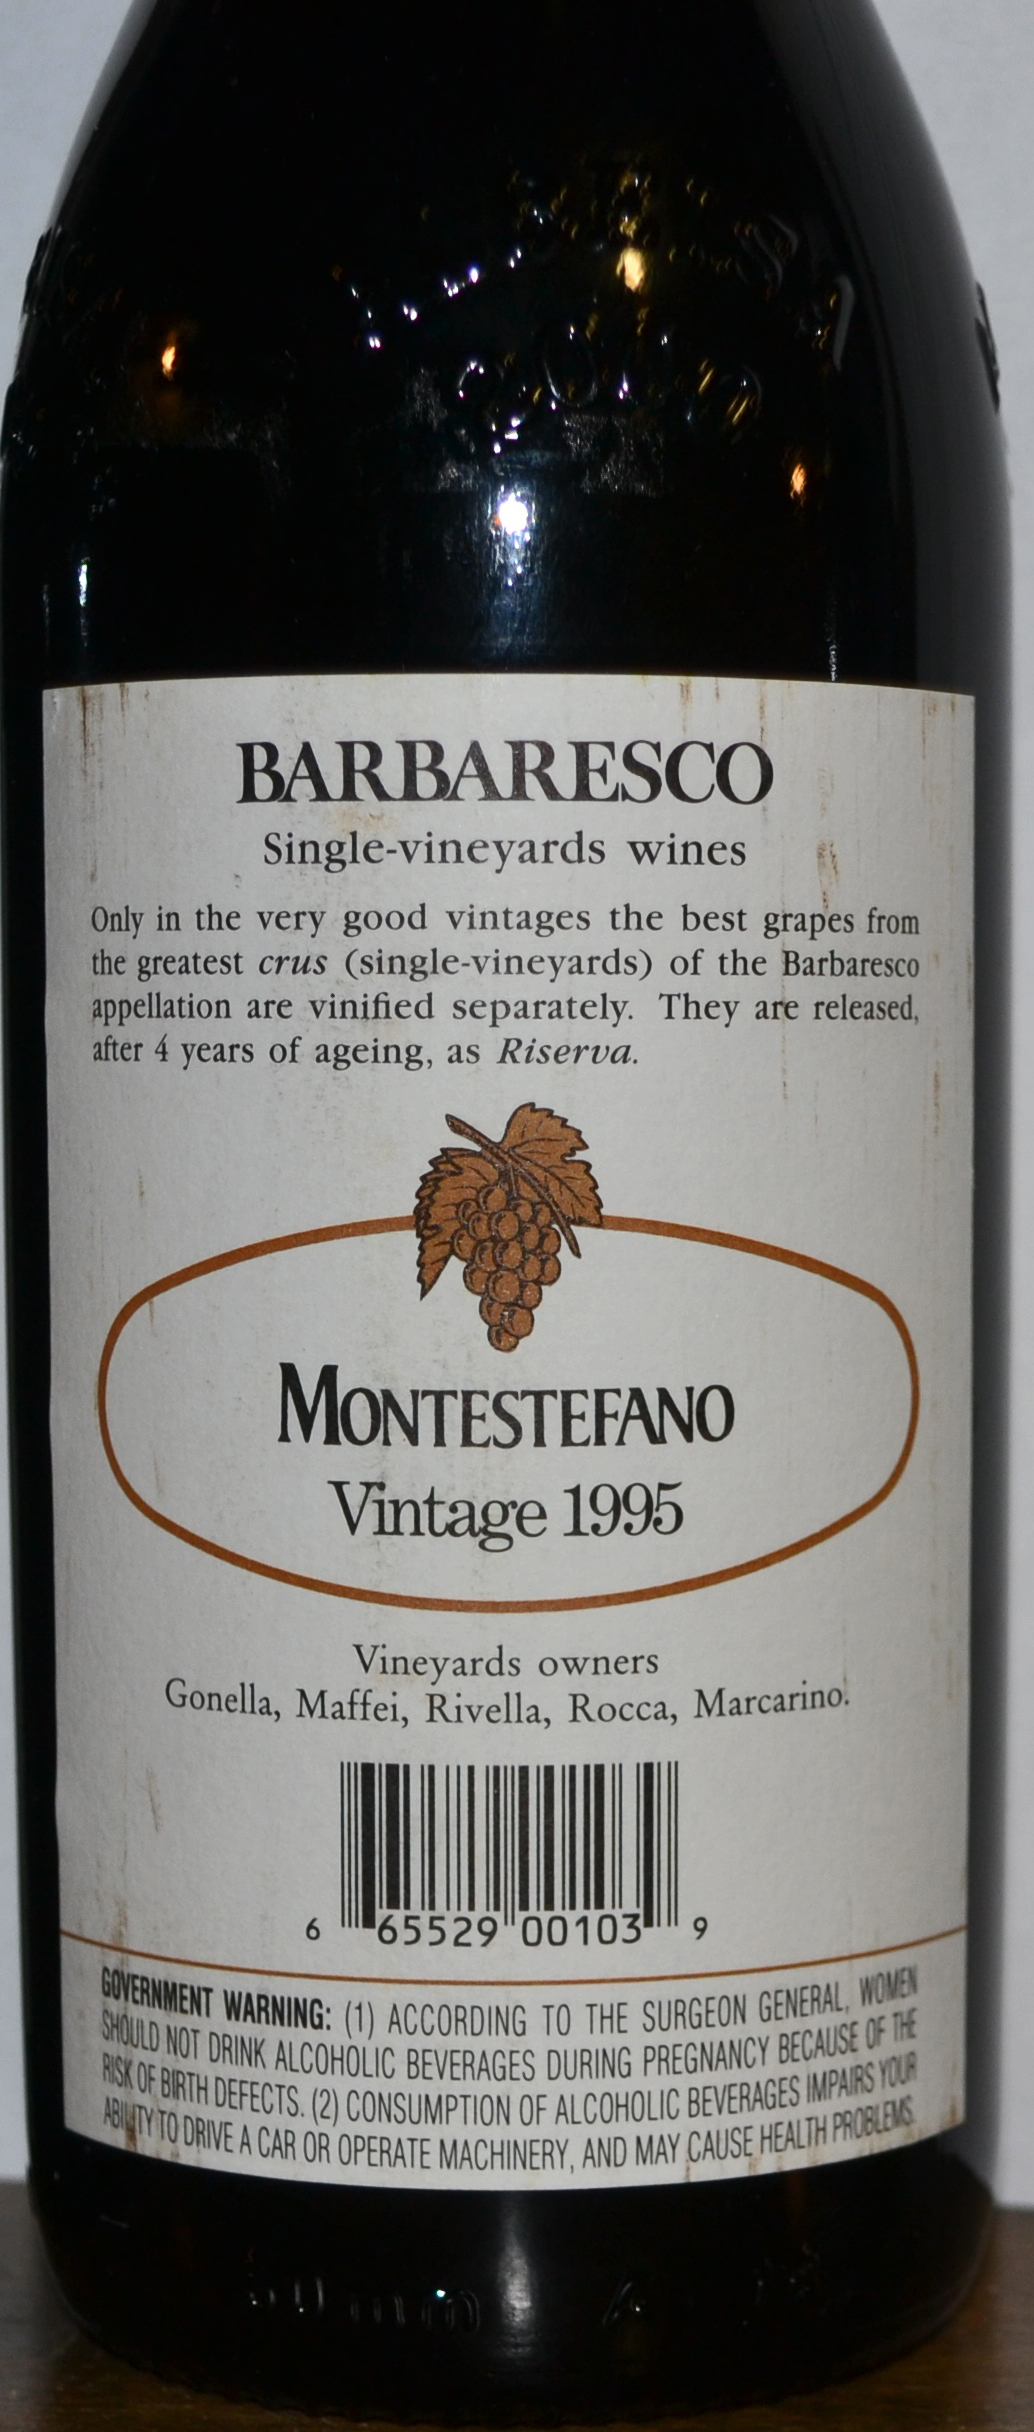 BARBARESCO
Single-vineyards wines
Only in the very good vintages the best grapes from
the greatest crus (single-vineyards) of the Barbaresco
appellation are vinified separately. They are released,
after 4 years of ageing, as Riserva.
MONTESTEFANO
Vintage 1995
Vineyards owners
Gonella, Maffei, Rivella, Rocca, Marcarino.
6 65529 00103 9
GOVERNMENT WARNING: (1) ACCORDING TO THE SURGEON GENERAL, WOMEN
SHOULD NOT DRINK ALCOHOLIC BEVERAGES DURING PREGNANCY BECAUSE OF THE
RISK OF BIRTH DEFECTS. (2) CONSUMPTION OF ALCOHOLIC BEVERAGES IMPAIRS YOUR
ABILITY TO DRIVE A CAR OR OPERATE MACHINERY, AND MAY CAUSE HEALTH PROBLEMS.